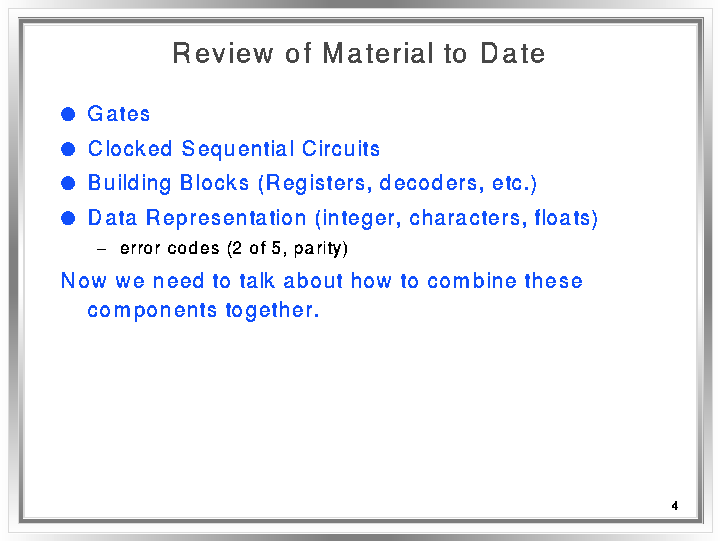 Review of Material to Date
● Gates
● Clocked Sequential Circuits
● Building Blocks (Registers, decoders, etc.)
● Data Representation (integer, characters, floats)
– error codes (2 of 5, parity)
Now we need to talk about how to combine these
components together.
4